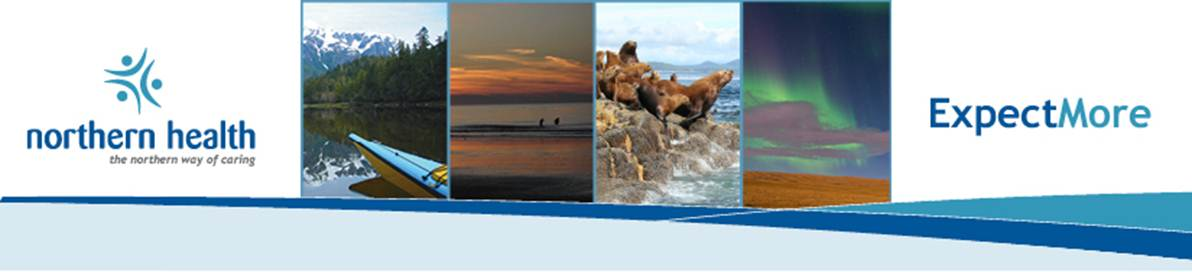 northern health
the northern way of caring
ExpectMore